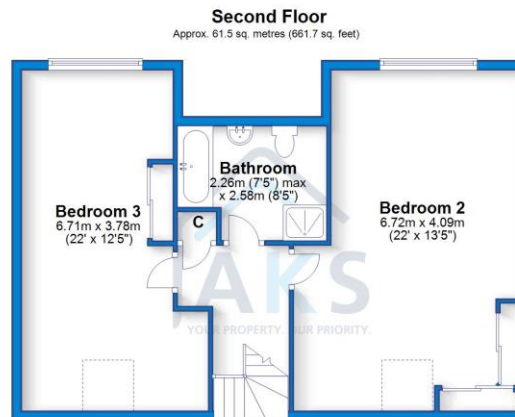 Second Floor
Approx. 61.5 sq. metres (661.7 sq. feet)
Bathroom
2.26m (7'5") max
x 2.58m (8'5")
Bedroom 3
6.71m x 3.78m
(22' x 12'5")
C
Bedroom 2
6.72m x 4.09m
(22' x 13'5")
JAKS
YOUR PROPERTY. OUR PRIORITY.